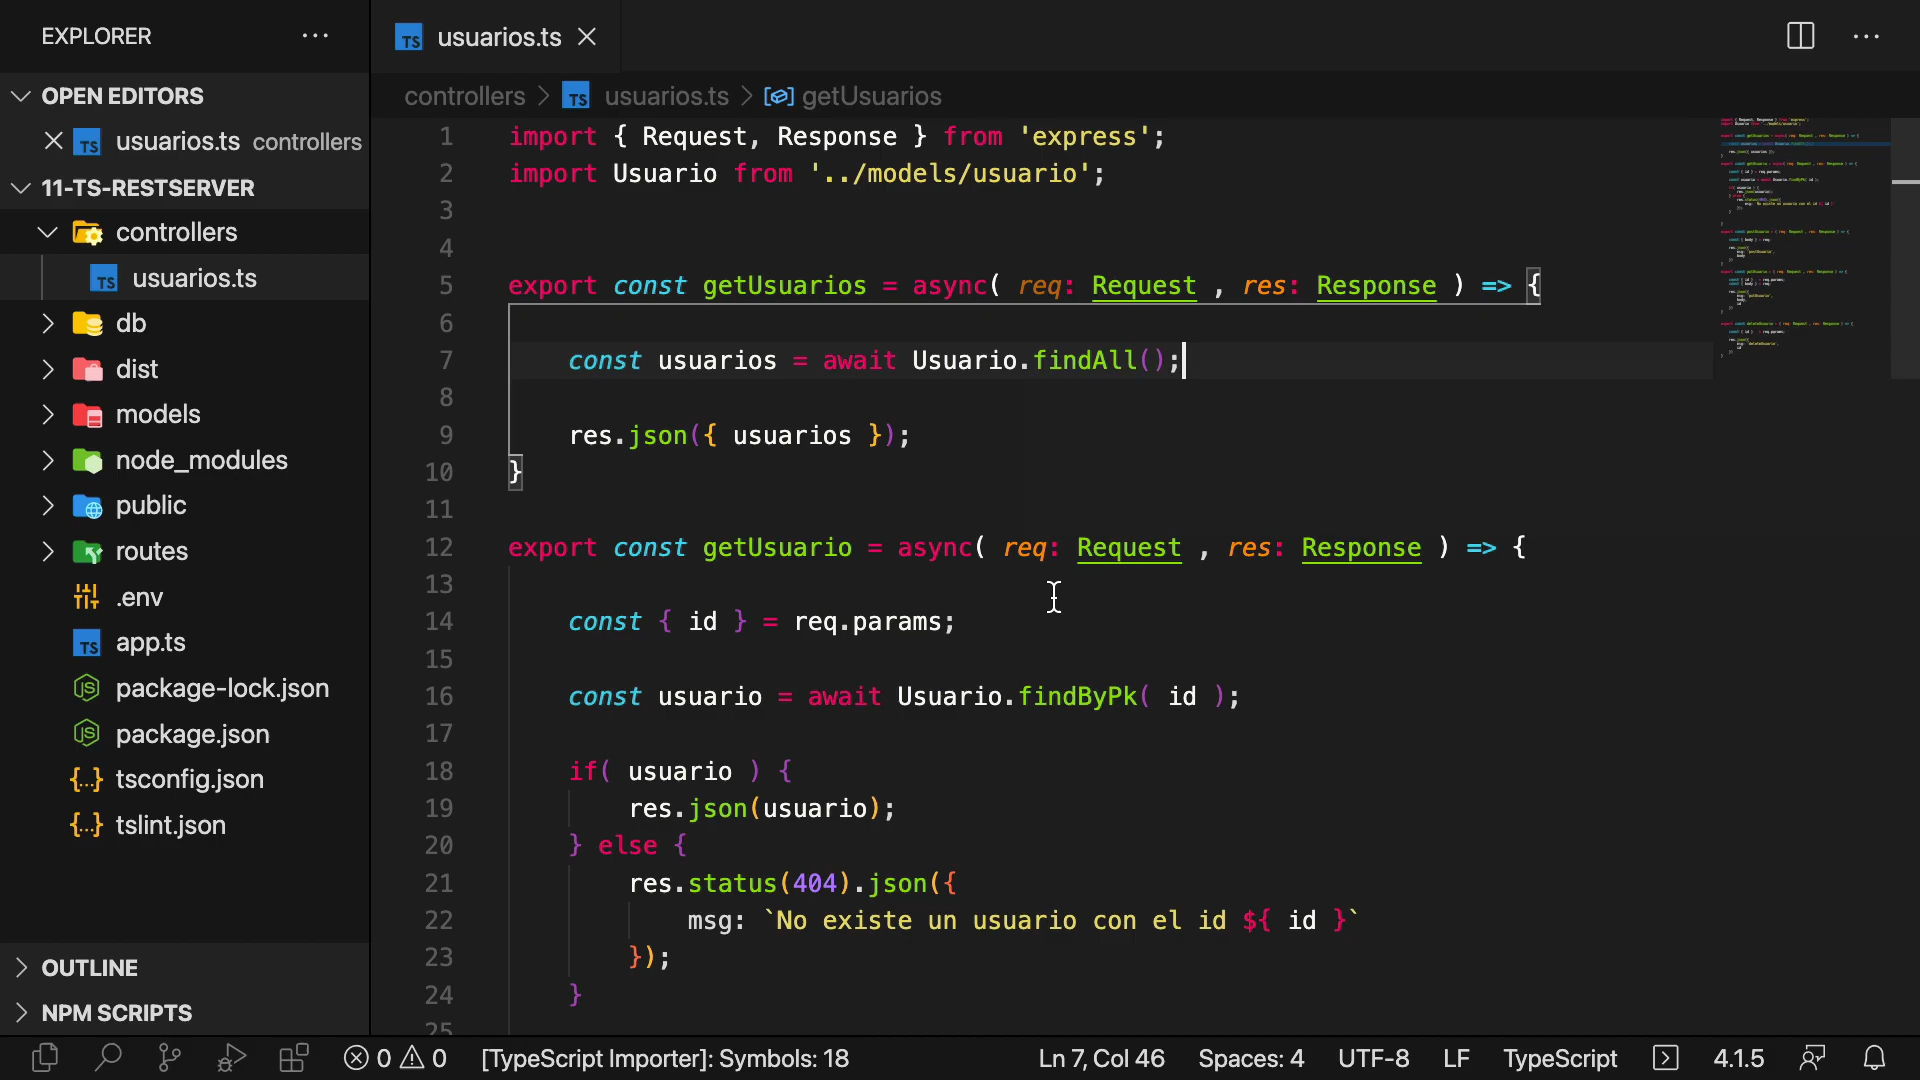 EXPLORER
usuarios.ts
OPEN EDITORS
usuarios.ts controllers
11-TS-RESTSERVER
controllers
usuarios.ts
db
dist
models
node_modules
public
routes
.env
app.ts
package-lock.json
package.json
tsconfig.json
tslint.json
OUTLINE
NPM SCRIPTS
controllers > TS usuarios.ts > getUsuarios
1 import { Request, Response } from 'express';
2 import Usuario from '../models/usuario';
3
4
5 export const getUsuarios = async( req: Request , res: Response ) => {
6
7 const usuarios = await Usuario.findAll();
8
9 res.json({ usuarios });
10 }
11
12 export const getUsuario = async( req: Request , res: Response ) => {
13
14 const { id } = req.params;
15
16 const usuario = await Usuario.findByPk( id );
17
18 if( usuario ) {
19 res.json(usuario);
20 } else {
21 res.status(404).json({
22 msg: `No existe un usuario con el id ${ id }`
23 });
24 }
25
0 0 [TypeScript Importer]: Symbols: 18 Ln 7, Col 46 Spaces: 4 UTF-8 LF TypeScript 4.1.5